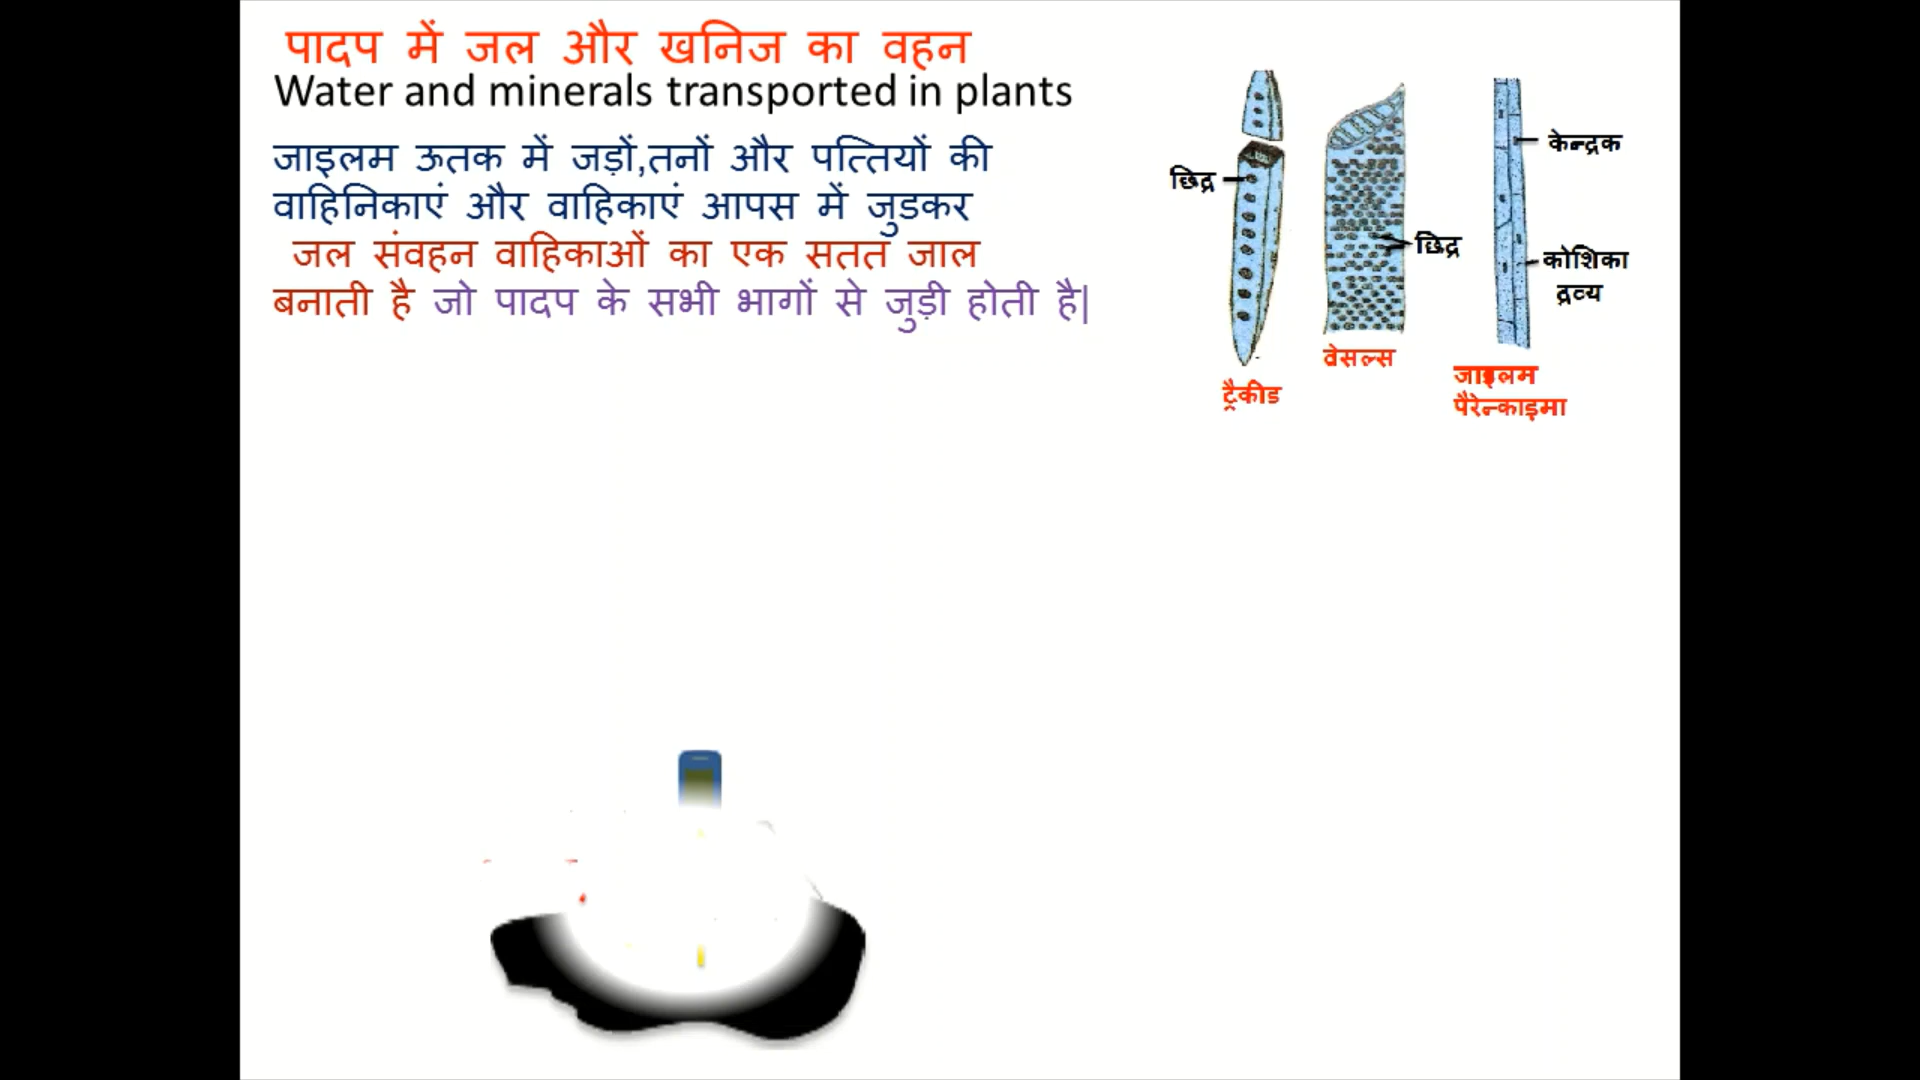 पादप में जल और खनिज का वहन
Water and minerals transported in plants
जाइलम ऊतक में जड़ों,तनों और पत्तियों की
वाहिनिकाएं और वाहिकाएं आपस में जुडकर
जल संवहन वाहिकाओं का एक सतत जाल
बनाती है जो पादप के सभी भागों से जुड़ी होती है|
छिद्र
ट्रैकीड
छिद्र
वेसल्स
केन्द्रक
कोशिका
द्रव्य
जाइलम
पैरेन्काइमा